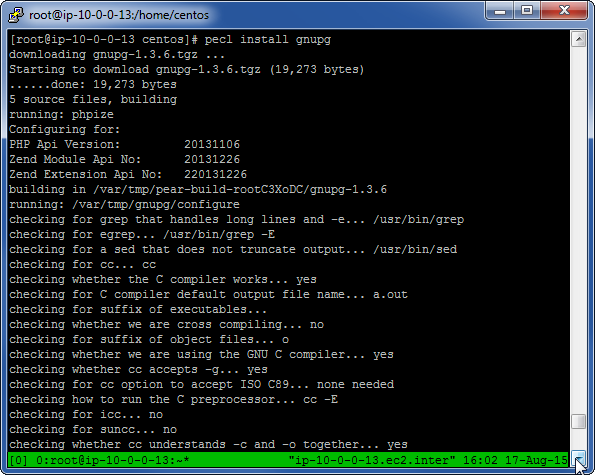 root@ip-10-0-0-13:/home/centos
[root@ip-10-0-0-13 centos]# pecl install gnupg
downloading gnupg-1.3.6.tgz ...
Starting to download gnupg-1.3.6.tgz (19,273 bytes)
......done: 19,273 bytes
5 source files, building
running: phpize
Configuring for:
PHP Api Version:         20131106
Zend Module Api No:      20131226
Zend Extension Api No:   220131226
building in /var/tmp/pear-build-rootC3XoDC/gnupg-1.3.6
running: /var/tmp/gnupg/configure
checking for grep that handles long lines and -e... /usr/bin/grep
checking for egrep... /usr/bin/grep -E
checking for a sed that does not truncate output... /usr/bin/sed
checking for cc... cc
checking whether the C compiler works... yes
checking for C compiler default output file name... a.out
checking for suffix of executables...
checking whether we are cross compiling... no
checking for suffix of object files... o
checking whether we are using the GNU C compiler... yes
checking whether cc accepts -g... yes
checking for cc option to accept ISO C89... none needed
checking how to run the C preprocessor... cc -E
checking for icc... no
checking for suncc... no
checking whether cc understands -c and -o together... yes
[0] 0:root@ip-10-0-0-13:~*             "ip-10-0-0-13.ec2.inter" 16:02 17-Aug-15